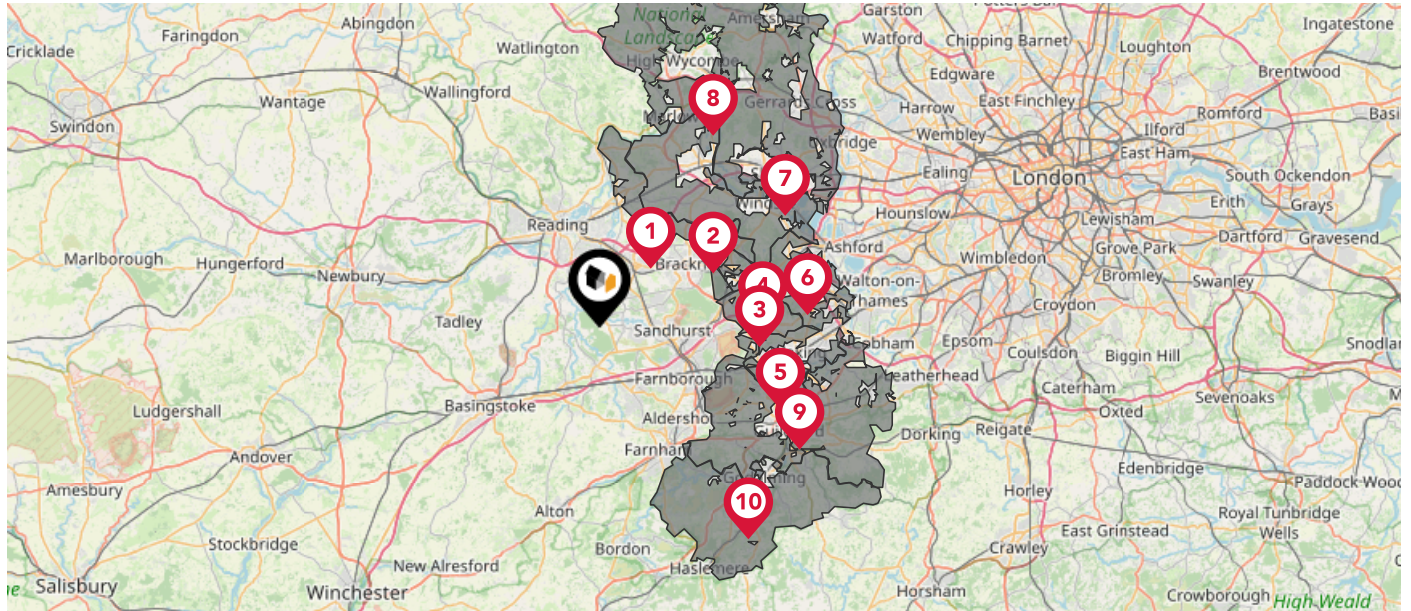 National
Landscape
Amersham
Garston
Faringdon
Abingdon
Watlington
Watford
Chipping Barnet
Loughton
Ingatestone
Cricklade
High Wycombe
Edgware
Brentwood
Wantage
Wallingford
8
Gerrards Cross
Harrow
East Finchley
Romford
Swindon
Wembley
Ilford
7
Ealing
East Ham
London
South Ockendon
Reading
1
2
Hounslow
Lewisham
Erith
Grays
Marlborough
Hungerford
Newbury
Ashford
Wimbledon
Grove Park
Dartford
Gravesend
4
6
Walton-on-
Thames
Bromley
Swanley
Tadley
Sandhurst
3
Croydon
Epsom
Coulsdon
Biggin Hill
Farnborough
5
Caterham
Oxted
Sevenoaks
Ludgershall
Basingstoke
9
Dorking
Reigate
Andover
Edenbridge
Amesbury
Horley
Paddock Wood
Alton
10
Royal Tunbridge
Wells
Stockbridge
Bordon
Crawley
East Grinstead
New Alresford
Haslemere
Salisbury
Winchester
Horsham
Crowborough
High Weald